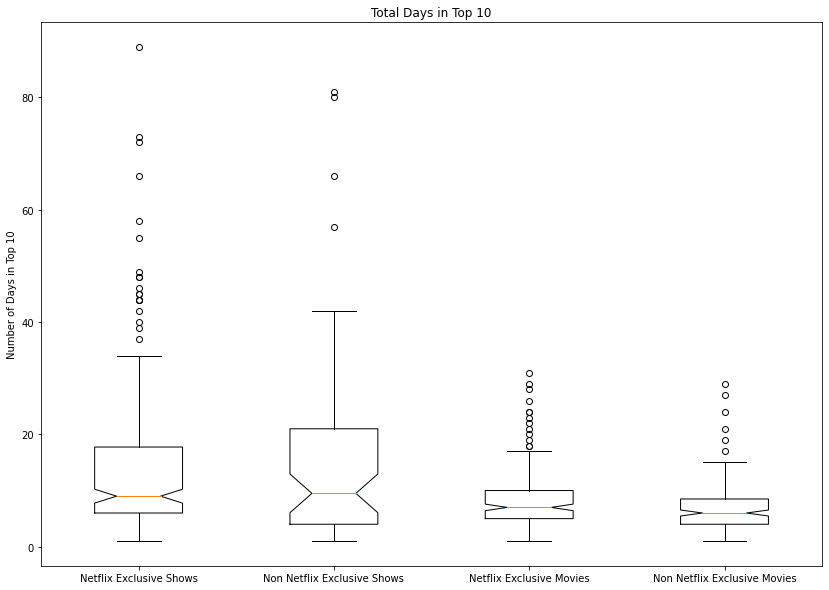 Total Days in Top 10
Number of Days in Top 10
80
60
40
20
0
Netflix Exclusive Shows
Non Netflix Exclusive Shows
Netflix Exclusive Movies
Non Netflix Exclusive Movies